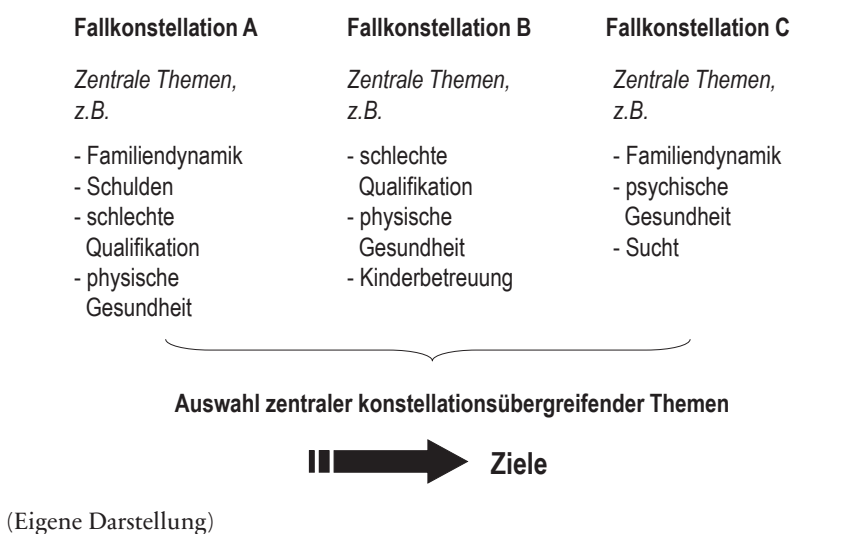 Fallkonstellation A
Zentrale Themen,
z.B.
- Familiendynamik
- Schulden
- schlechte
Qualifikation
- physische
Gesundheit
Fallkonstellation B
Zentrale Themen,
z.B.
- schlechte
Qualifikation
- physische
Gesundheit
- Kinderbetreuung
Fallkonstellation C
Zentrale Themen,
z.B.
- Familiendynamik
- psychische
Gesundheit
- Sucht
Auswahl zentraler konstellationsübergreifender Themen
Ziele
(Eigene Darstellung)